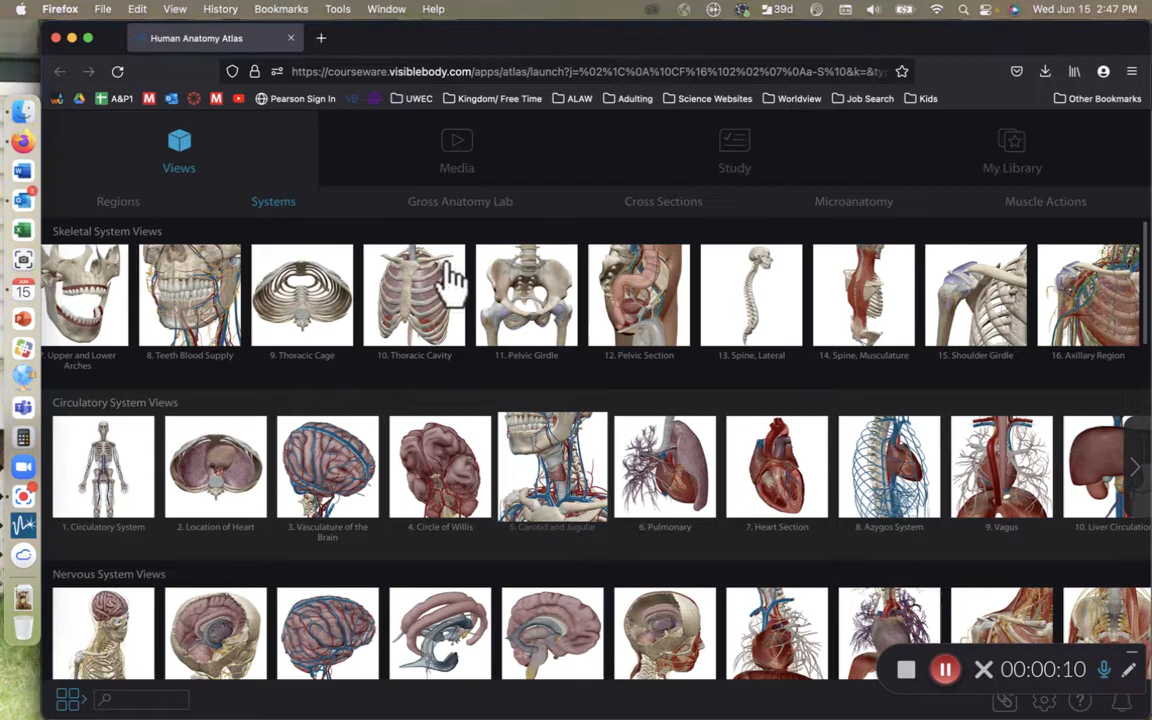 Firefox File Edit View History Bookmarks Tools Window Help 39d Wed Jun 15 2:47 PM
Human Anatomy Atlas
https://courseware.visiblebody.com/apps/atlas/launch?j=%02%1C%0A%10CF%16%102%02%07%0Aa-S%10&k=&typ
A&P1 Pearson Sign In UWEC Kingdom/ Free Time ALAW Adulting Science Websites Worldview Job Search Kids Other Bookmarks
Views Media Study My Library
Regions Systems Gross Anatomy Lab Cross Sections Microanatomy Muscle Actions
Skeletal System Views
Upper and Lower Arches
8. Teeth Blood Supply
9. Thoracic Cage
10. Thoracic Cavity
11. Pelvic Girdle
12. Pelvic Section
13. Spine, Lateral
14. Spine, Musculature
15. Shoulder Girdle
16. Axillary Region
Circulatory System Views
1. Circulatory System
2. Location of Heart
3. Vasculature of the Brain
4. Circle of Willis
5. Carotid and Jugular
6. Pulmonary
7. Heart Section
8. Azygos System
9. Vagus
10. Liver Circulation
Nervous System Views
00:00:10
JUN
15